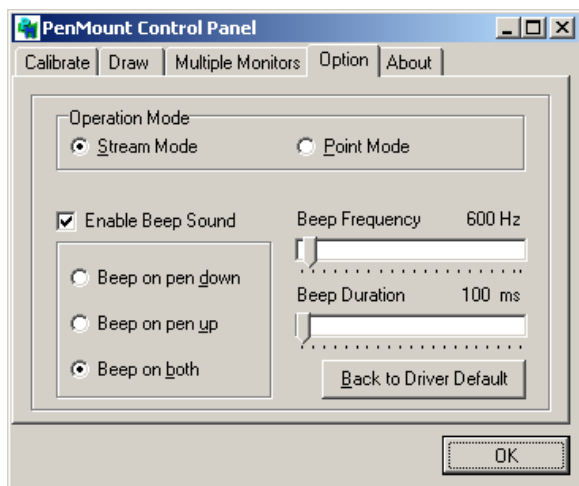 PenMount Control Panel
Calibrate Draw Multiple Monitors Option About
Operation Mode
Stream Mode Point Mode
Enable Beep Sound
Beep on pen down
Beep on pen up
Beep on both
Beep Frequency 600 Hz
Beep Duration 100 ms
Back to Driver Default
OK